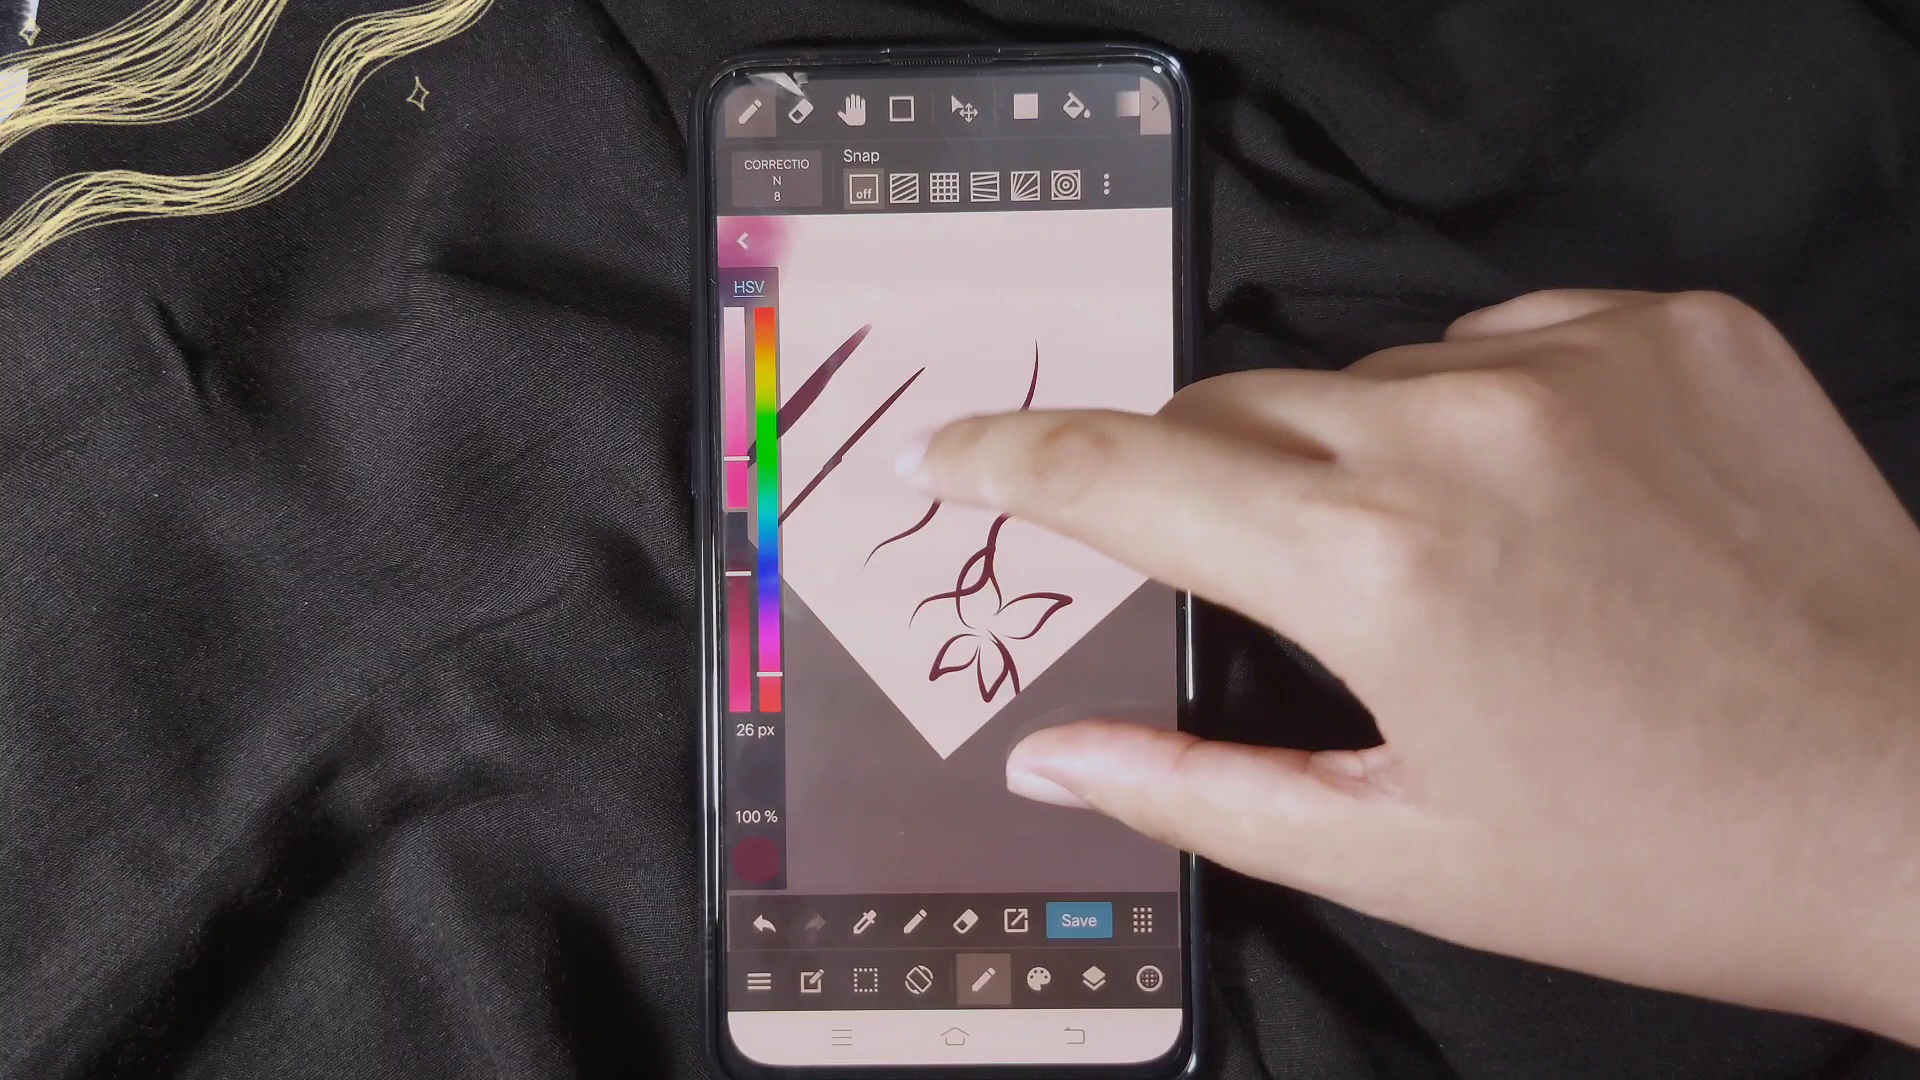 CORRECTIO
N
8
Snap
off
HSV
26 px
100 %
Save